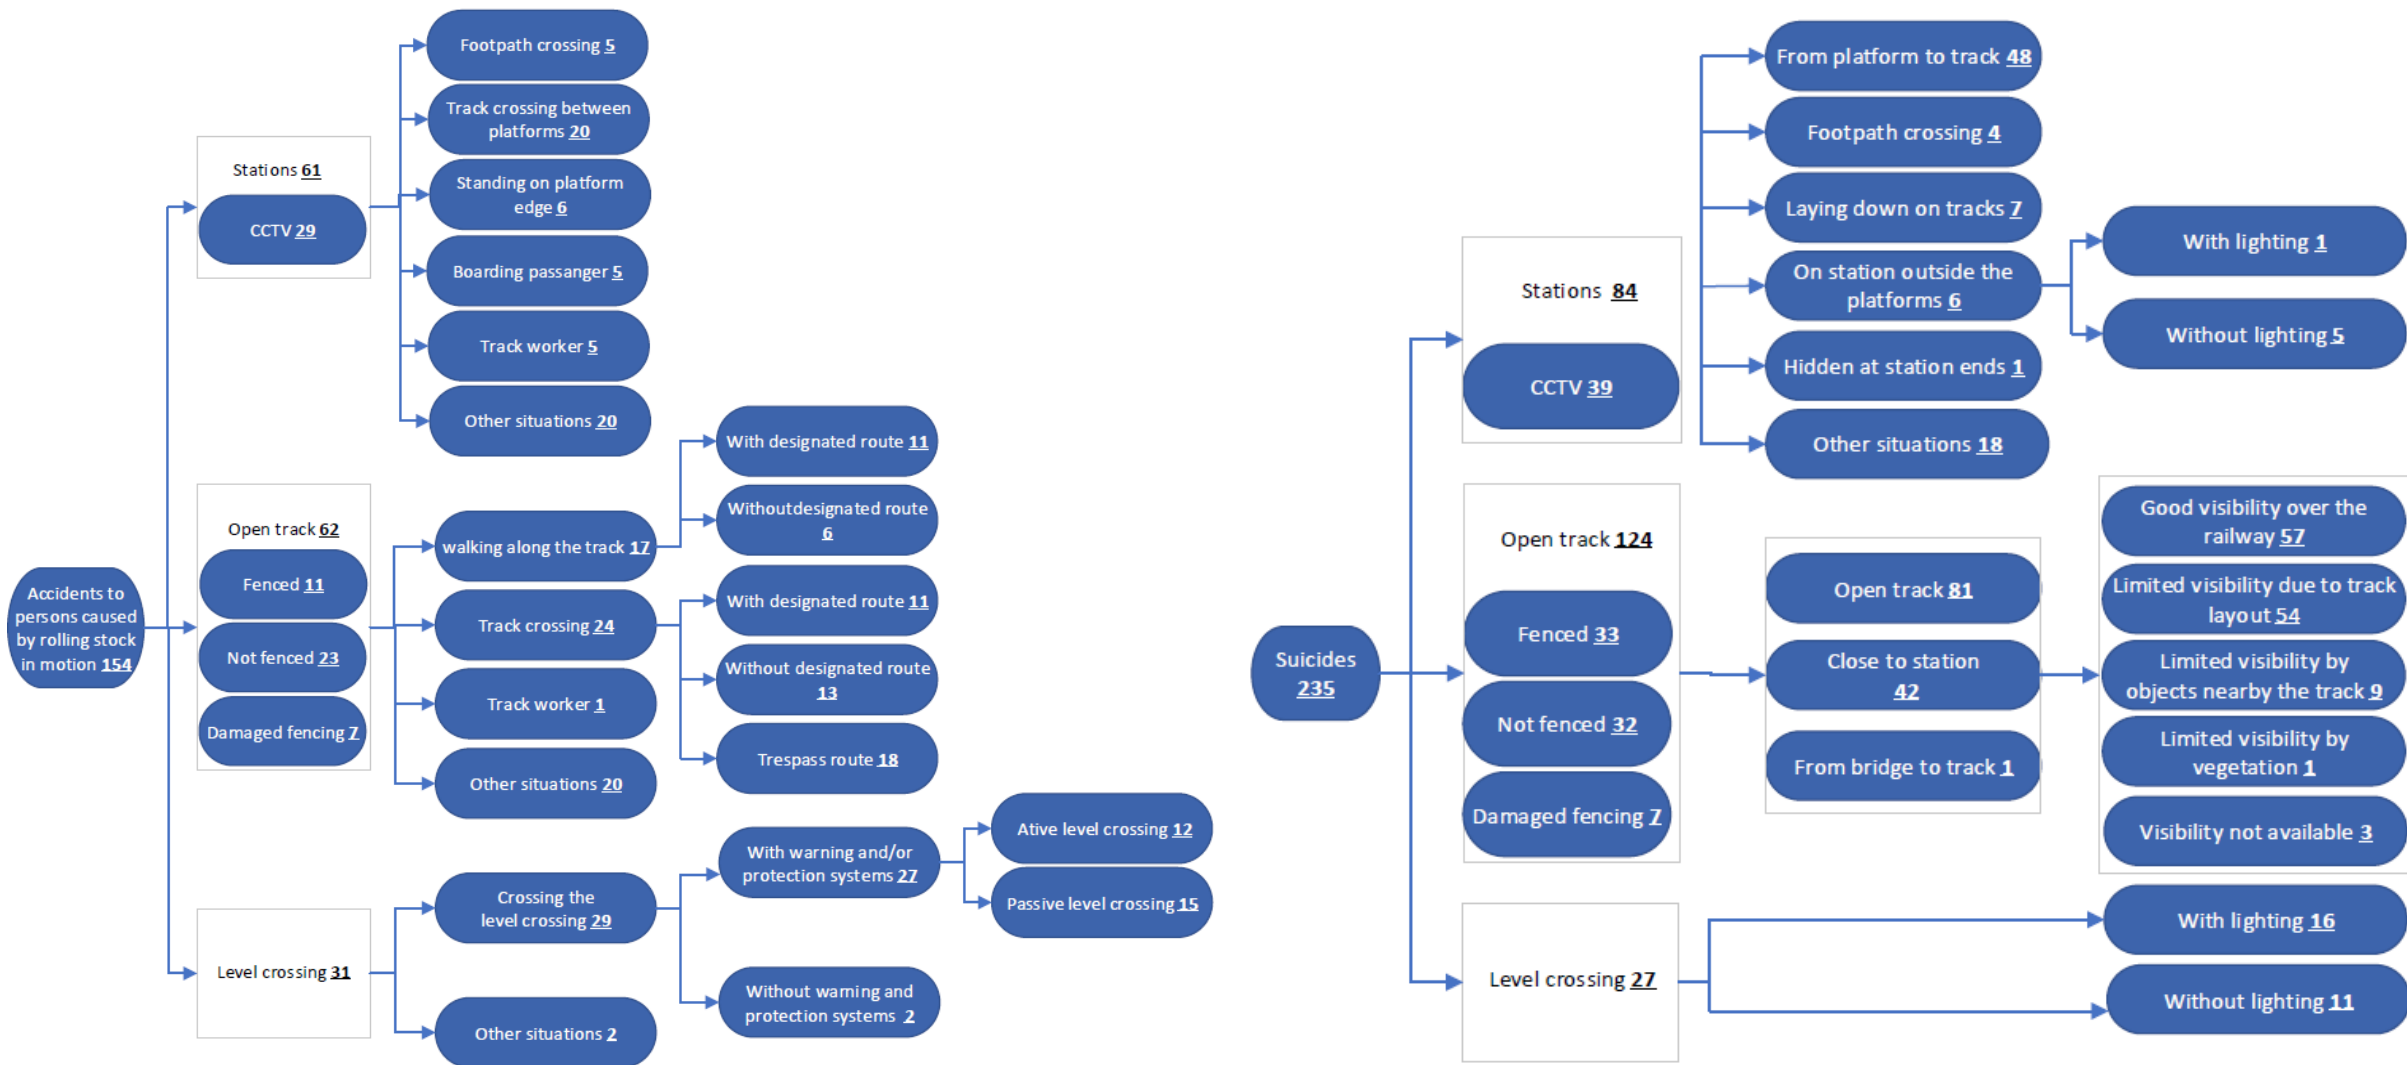 Accidents to
persons caused
by rolling stock
in motion 154
Stations 61
CCTV 29
Footpath crossing 5
Track crossing between
platforms 20
Standing on platform
edge 6
Boarding passanger 5
Track worker 5
Other situations 20
Open track 62
Fenced 11
Not fenced 23
Damaged fencing 7
walking along the track 17
With designated route 11
Withoutdesignated route
6
Track crossing 24
With designated route 11
Without designated route
13
Trespass route 18
Track worker 1
Other situations 20
Level crossing 31
Crossing the
level crossing 29
With warning and/or
protection systems 27
Ative level crossing 12
Passive level crossing 15
Without warning and
protection systems 2
Other situations 2
Suicides
235
Stations 84
CCTV 39
From platform to track 48
Footpath crossing 4
Laying down on tracks 7
On station outside the
platforms 6
With lighting 1
Without lighting 5
Hidden at station ends 1
Other situations 18
Open track 124
Fenced 33
Not fenced 32
Damaged fencing 7
Open track 81
Close to station
42
From bridge to track 1
Good visibility over the
railway 57
Limited visibility due to track
layout 54
Limited visibility by
objects nearby the track 9
Limited visibility by
vegetation 1
Visibility not available 3
Level crossing 27
With lighting 16
Without lighting 11